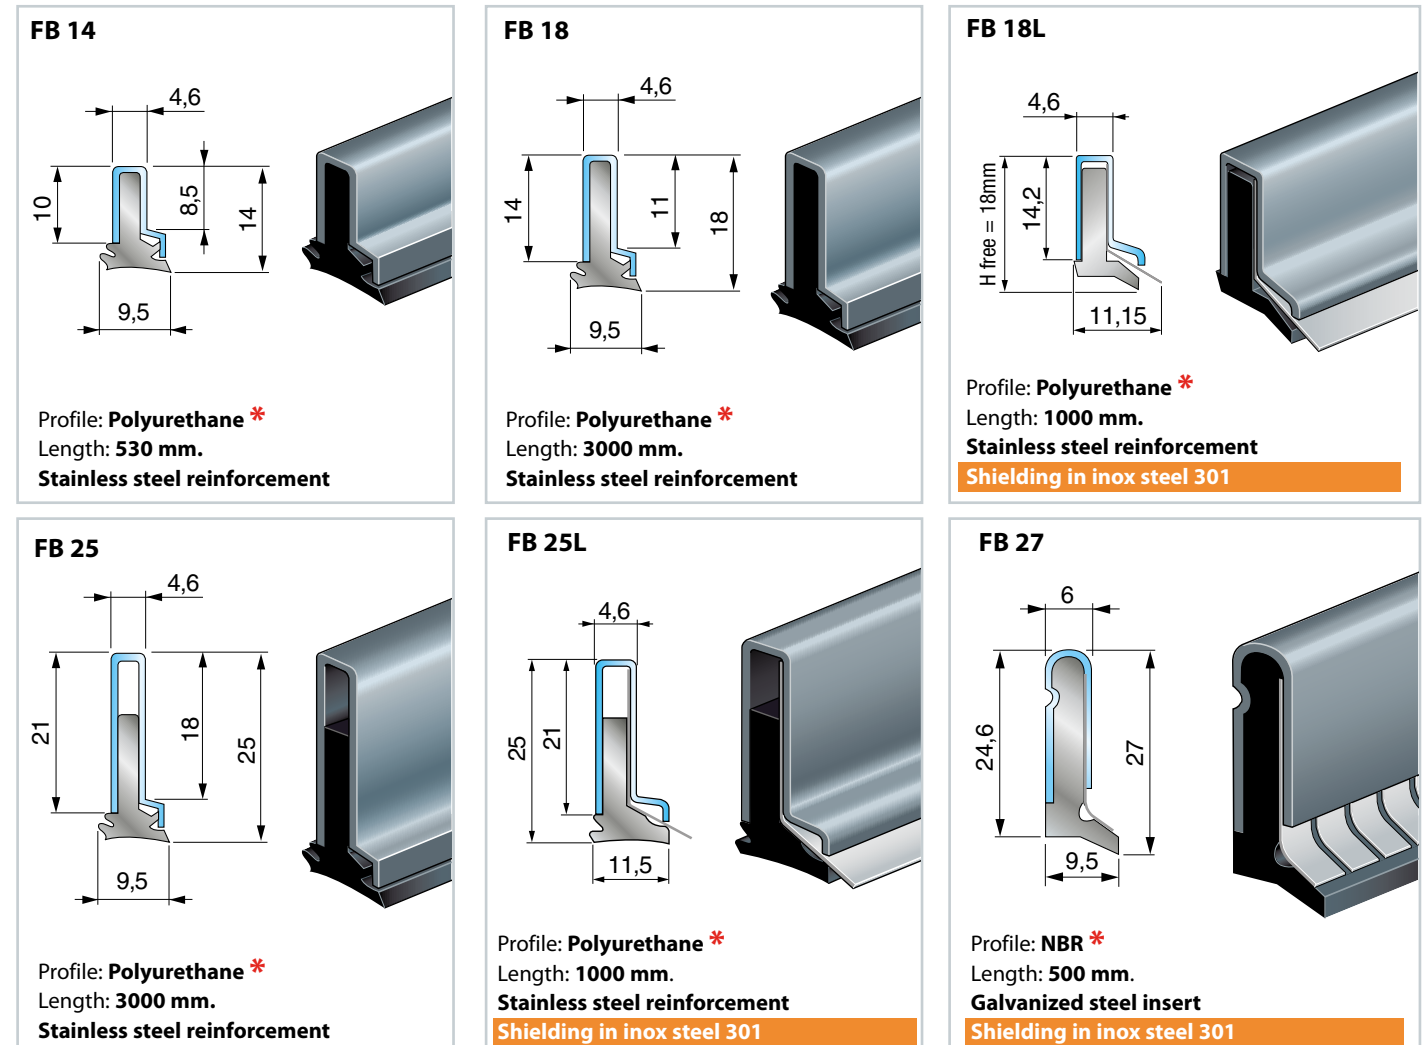 FB 14
4,6
10
8,5
14
9,5
Profile: Polyurethane *
Length: 530 mm.
Stainless steel reinforcement
FB 18
4,6
14
11
18
9,5
Profile: Polyurethane *
Length: 3000 mm.
Stainless steel reinforcement
FB 18L
4,6
H free = 18mm
14,2
11,15
Profile: Polyurethane *
Length: 1000 mm.
Stainless steel reinforcement
Shielding in inox steel 301
FB 25
4,6
21
18
25
9,5
Profile: Polyurethane *
Length: 3000 mm.
Stainless steel reinforcement
FB 25L
4,6
25
21
11,5
Profile: Polyurethane *
Length: 1000 mm.
Stainless steel reinforcement
Shielding in inox steel 301
FB 27
6
24,6
27
9,5
Profile: NBR *
Length: 500 mm.
Galvanized steel insert
Shielding in inox steel 301